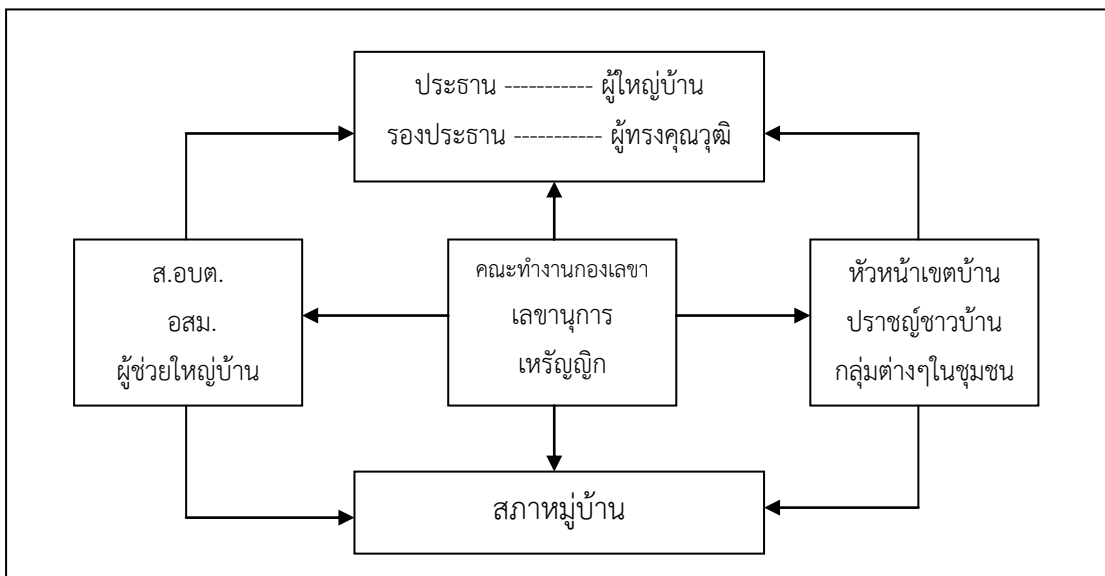 ประธาน ----------- ผู้ใหญ่บ้าน
รองประธาน ----------- ผู้ทรงคุณวุฒิ
ส.อบต.
อสม.
ผู้ช่วยใหญ่บ้าน
คณะทำงานกองเลขา
เลขานุการ
เหรัญญิก
หัวหน้าเขตบ้าน
ปราชญ์ชาวบ้าน
กลุ่มต่างๆในชุมชน
สภาหมู่บ้าน